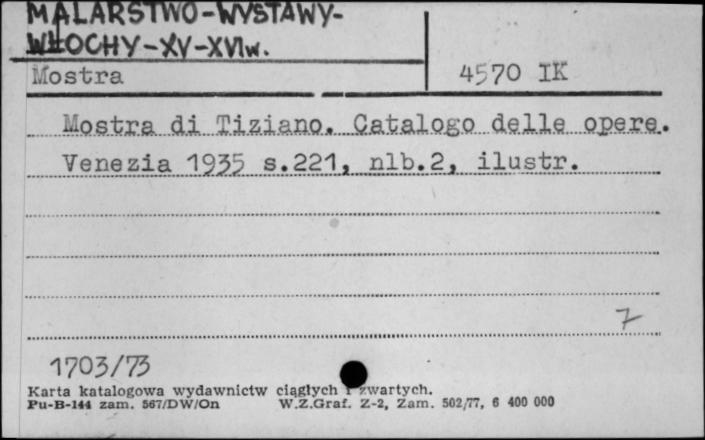 MALARSTWO-WYSTAWY-
WŁOCHY-XV-XVIw.
Mostra 4570 IK
Mostra di Tiziano. Catalogo delle opere.
Venezia 1935 s.221, nlb.2, ilustr.
7
1703/73
Karta katalogowa wydawnictw ciągłych i zwartych.
Pu-B-144 zam. 567/DW/On W.Z.Graf. Z-2, Zam. 502/77, 6 400 000